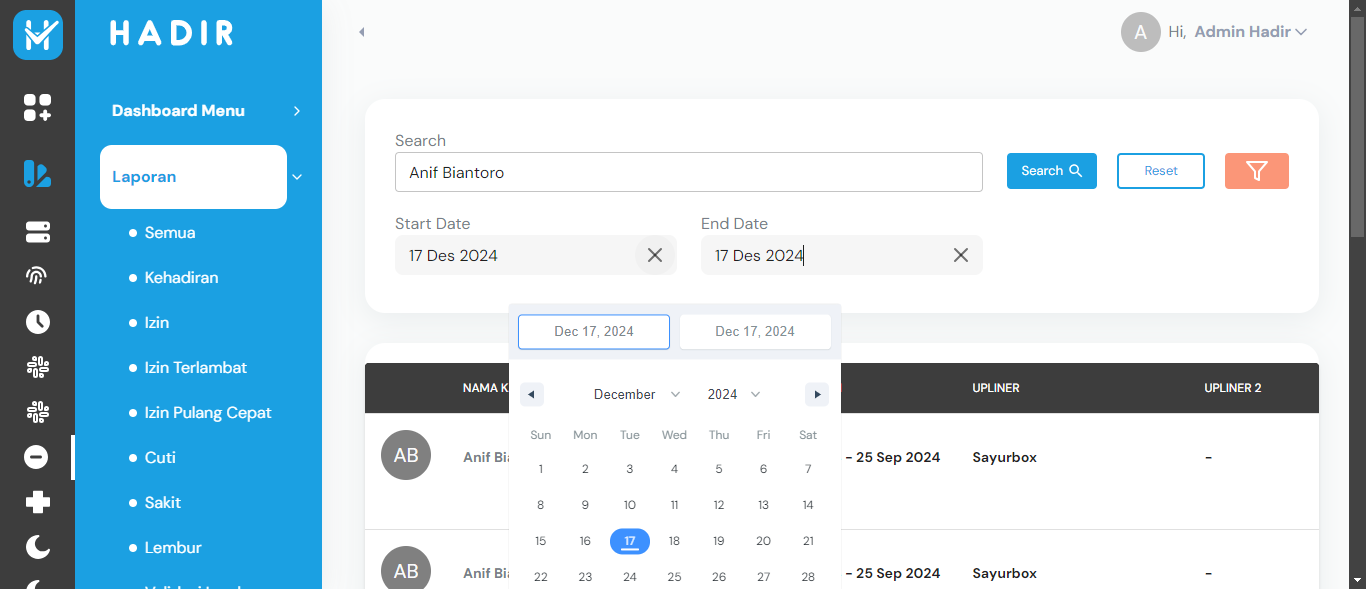 HADIR
A Hi, Admin Hadir
Dashboard Menu
Laporan
Semua
Kehadiran
Izin
Izin Terlambat
Izin Pulang Cepat
Cuti
Sakit
Lembur
Search
Anif Biantoro
Search
Reset
Start Date
End Date
17 Des 2024
17 Des 2024
Dec 17, 2024
Dec 17, 2024
December 2024
Sun Mon Tue Wed Thu Fri Sat
1 2 3 4 5 6 7
8 9 10 11 12 13 14
15 16 17 18 19 20 21
22 23 24 25 26 27 28
NAMA K UPLINER UPLINER 2
AB Anif Bi - 25 Sep 2024 Sayurbox -
AB Anif Bi - 25 Sep 2024 Sayurbox -